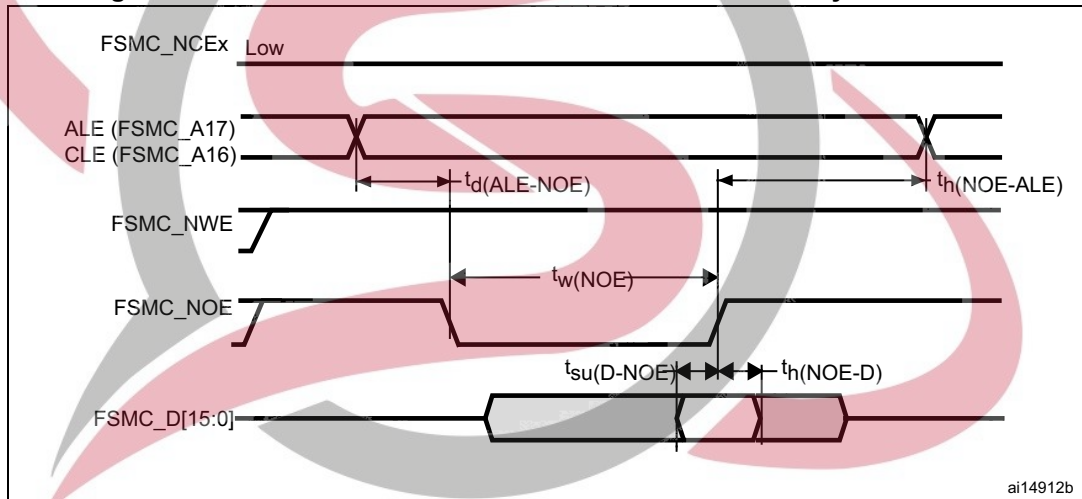 FSMC_NCEx Low
ALE (FSMC_A17)
CLE (FSMC_A16)
td(ALE-NOE)
th(NOE-ALE)
FSMC_NWE
tw(NOE)
FSMC_NOE
tsu(D-NOE)
th(NOE-D)
FSMC_D[15:0]
ai14912b